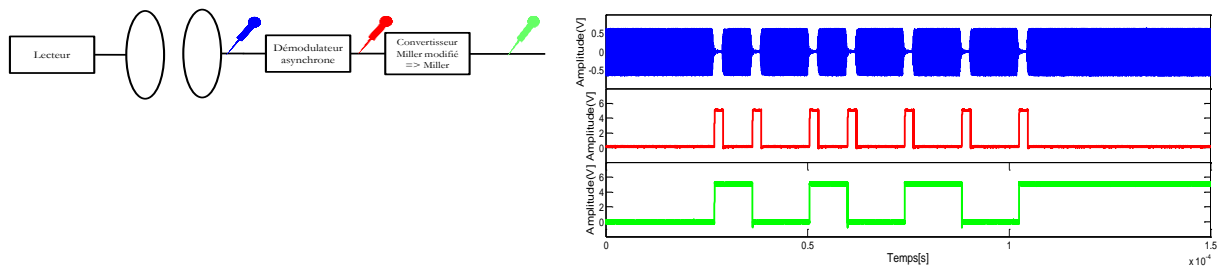 Lecteur
Démodulateur
asynchrone
Convertisseur
Miller modifié
=> Miller
Amplitude(V)
0.5
0
-0.5
Amplitude(V)
6
4
2
0
Amplitude(V)
6
4
2
0
0
0.5
1
1.5
Temps[s]
x 10⁻⁴